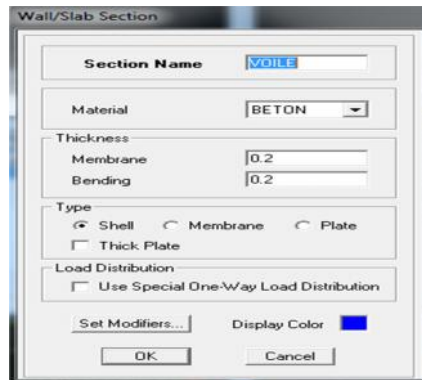 Wall/Slab Section
Section Name VOILE
Material BETON
Thickness
Membrane 0.2
Bending 0.2
Type
Shell Membrane Plate
Thick Plate
Load Distribution
Use Special One-Way Load Distribution
Set Modifiers... Display Color
OK Cancel